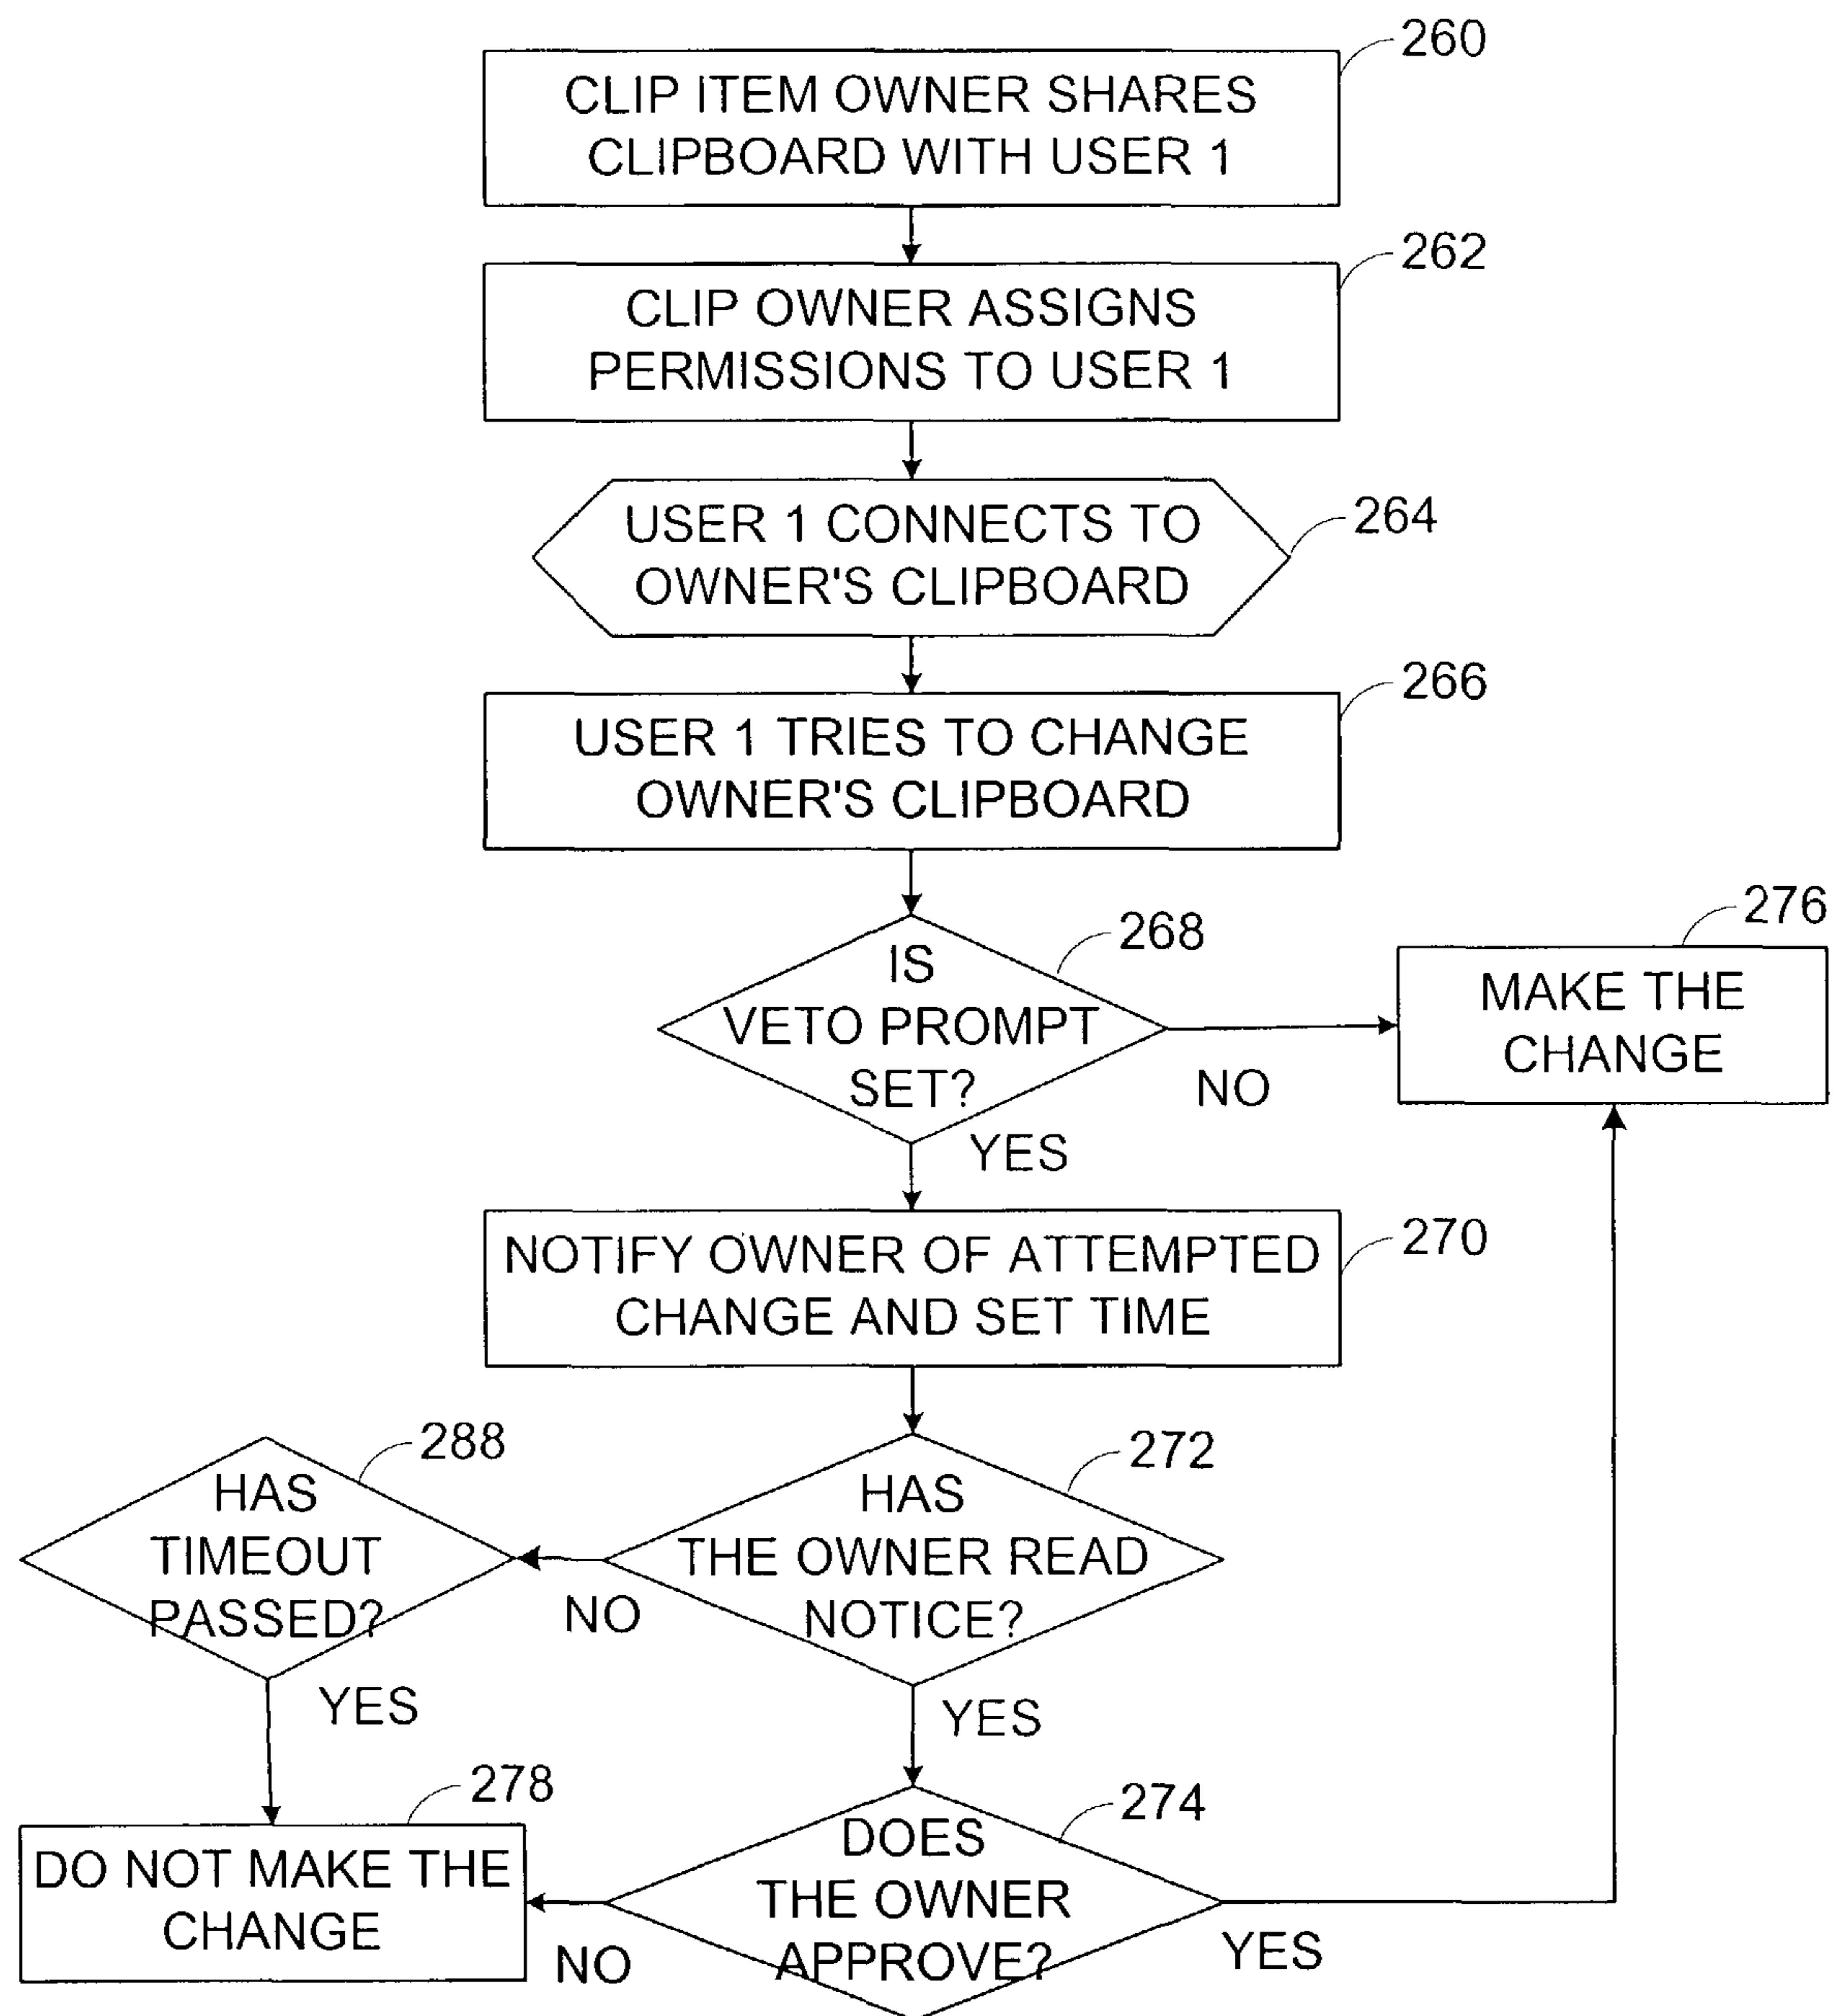 260
CLIP ITEM OWNER SHARES
CLIPBOARD WITH USER 1
262
CLIP OWNER ASSIGNS
PERMISSIONS TO USER 1
264
USER 1 CONNECTS TO
OWNER'S CLIPBOARD
266
USER 1 TRIES TO CHANGE
OWNER'S CLIPBOARD
268
IS
VETO PROMPT
SET?
NO
YES
276
MAKE THE
CHANGE
270
NOTIFY OWNER OF ATTEMPTED
CHANGE AND SET TIME
272
HAS
THE OWNER READ
NOTICE?
NO
YES
288
HAS
TIMEOUT
PASSED?
YES
278
DO NOT MAKE THE
CHANGE
274
DOES
THE OWNER
APPROVE?
NO
YES